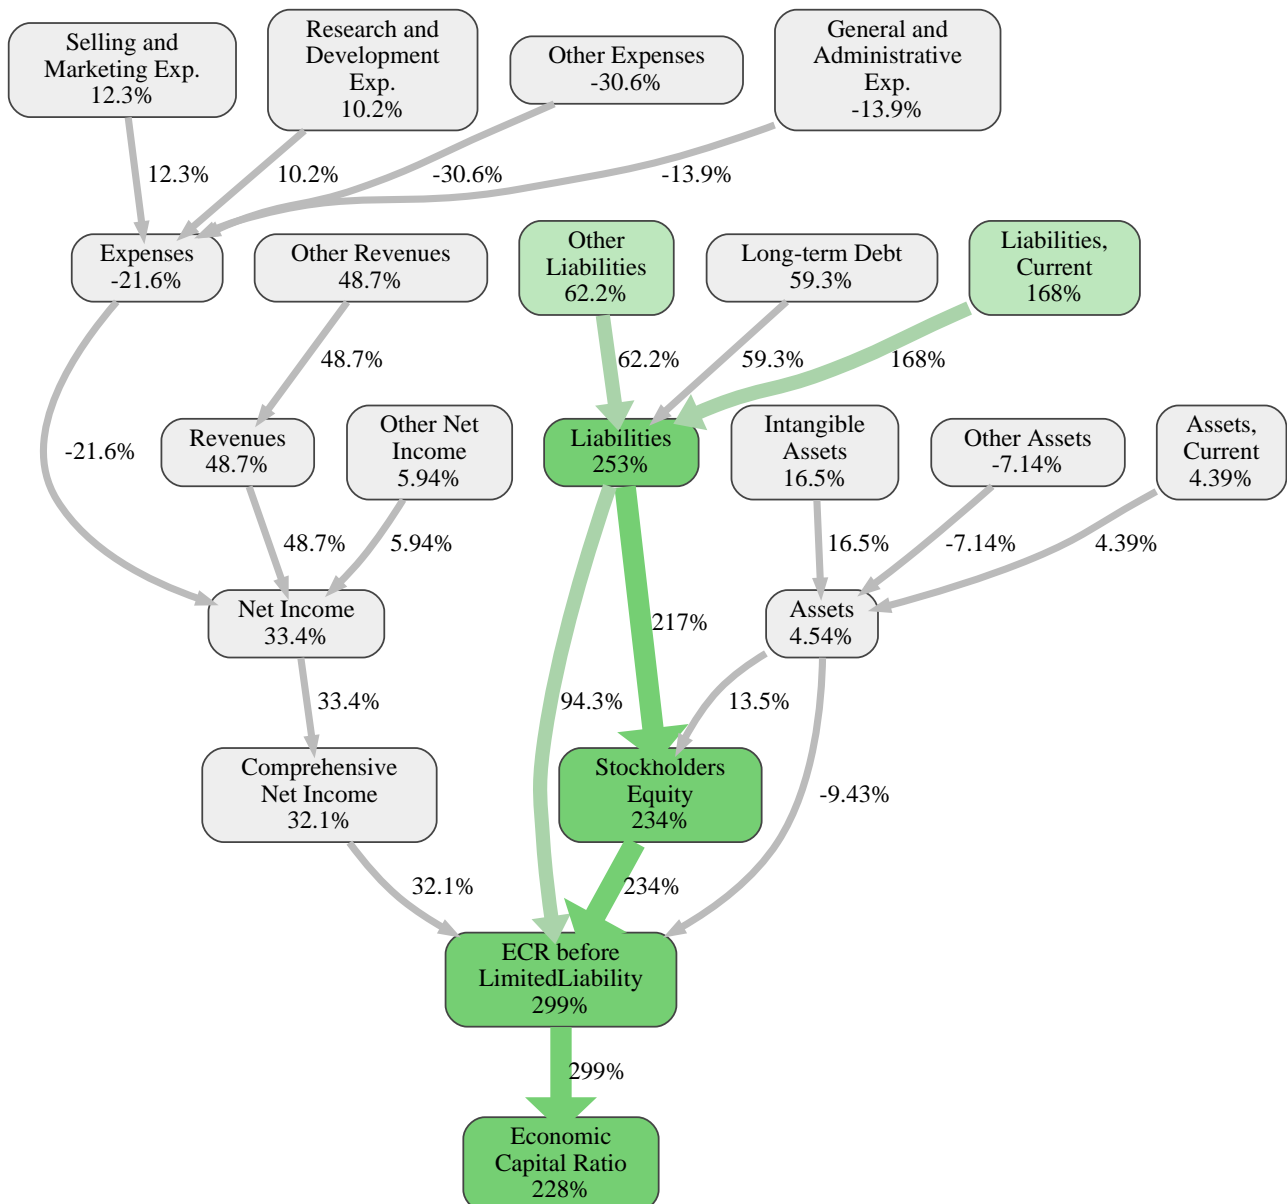 Selling and
Marketing Exp.
12.3%
Research and
Development
Exp.
10.2%
Other Expenses
-30.6%
General and
Administrative
Exp.
-13.9%
12.3%
10.2%
-30.6%
-13.9%
Expenses
-21.6%
Other Revenues
48.7%
Other
Liabilities
62.2%
Long-term Debt
59.3%
Liabilities,
Current
168%
48.7%
62.2%
59.3%
168%
-21.6%
Revenues
48.7%
Other Net
Income
5.94%
Liabilities
253%
Intangible
Assets
16.5%
Other Assets
-7.14%
Assets,
Current
4.39%
48.7%
5.94%
16.5%
-7.14%
4.39%
Net Income
33.4%
217%
Assets
4.54%
33.4%
94.3%
13.5%
Comprehensive
Net Income
32.1%
Stockholders
Equity
234%
-9.43%
32.1%
234%
ECR before
LimitedLiability
299%
299%
Economic
Capital Ratio
228%